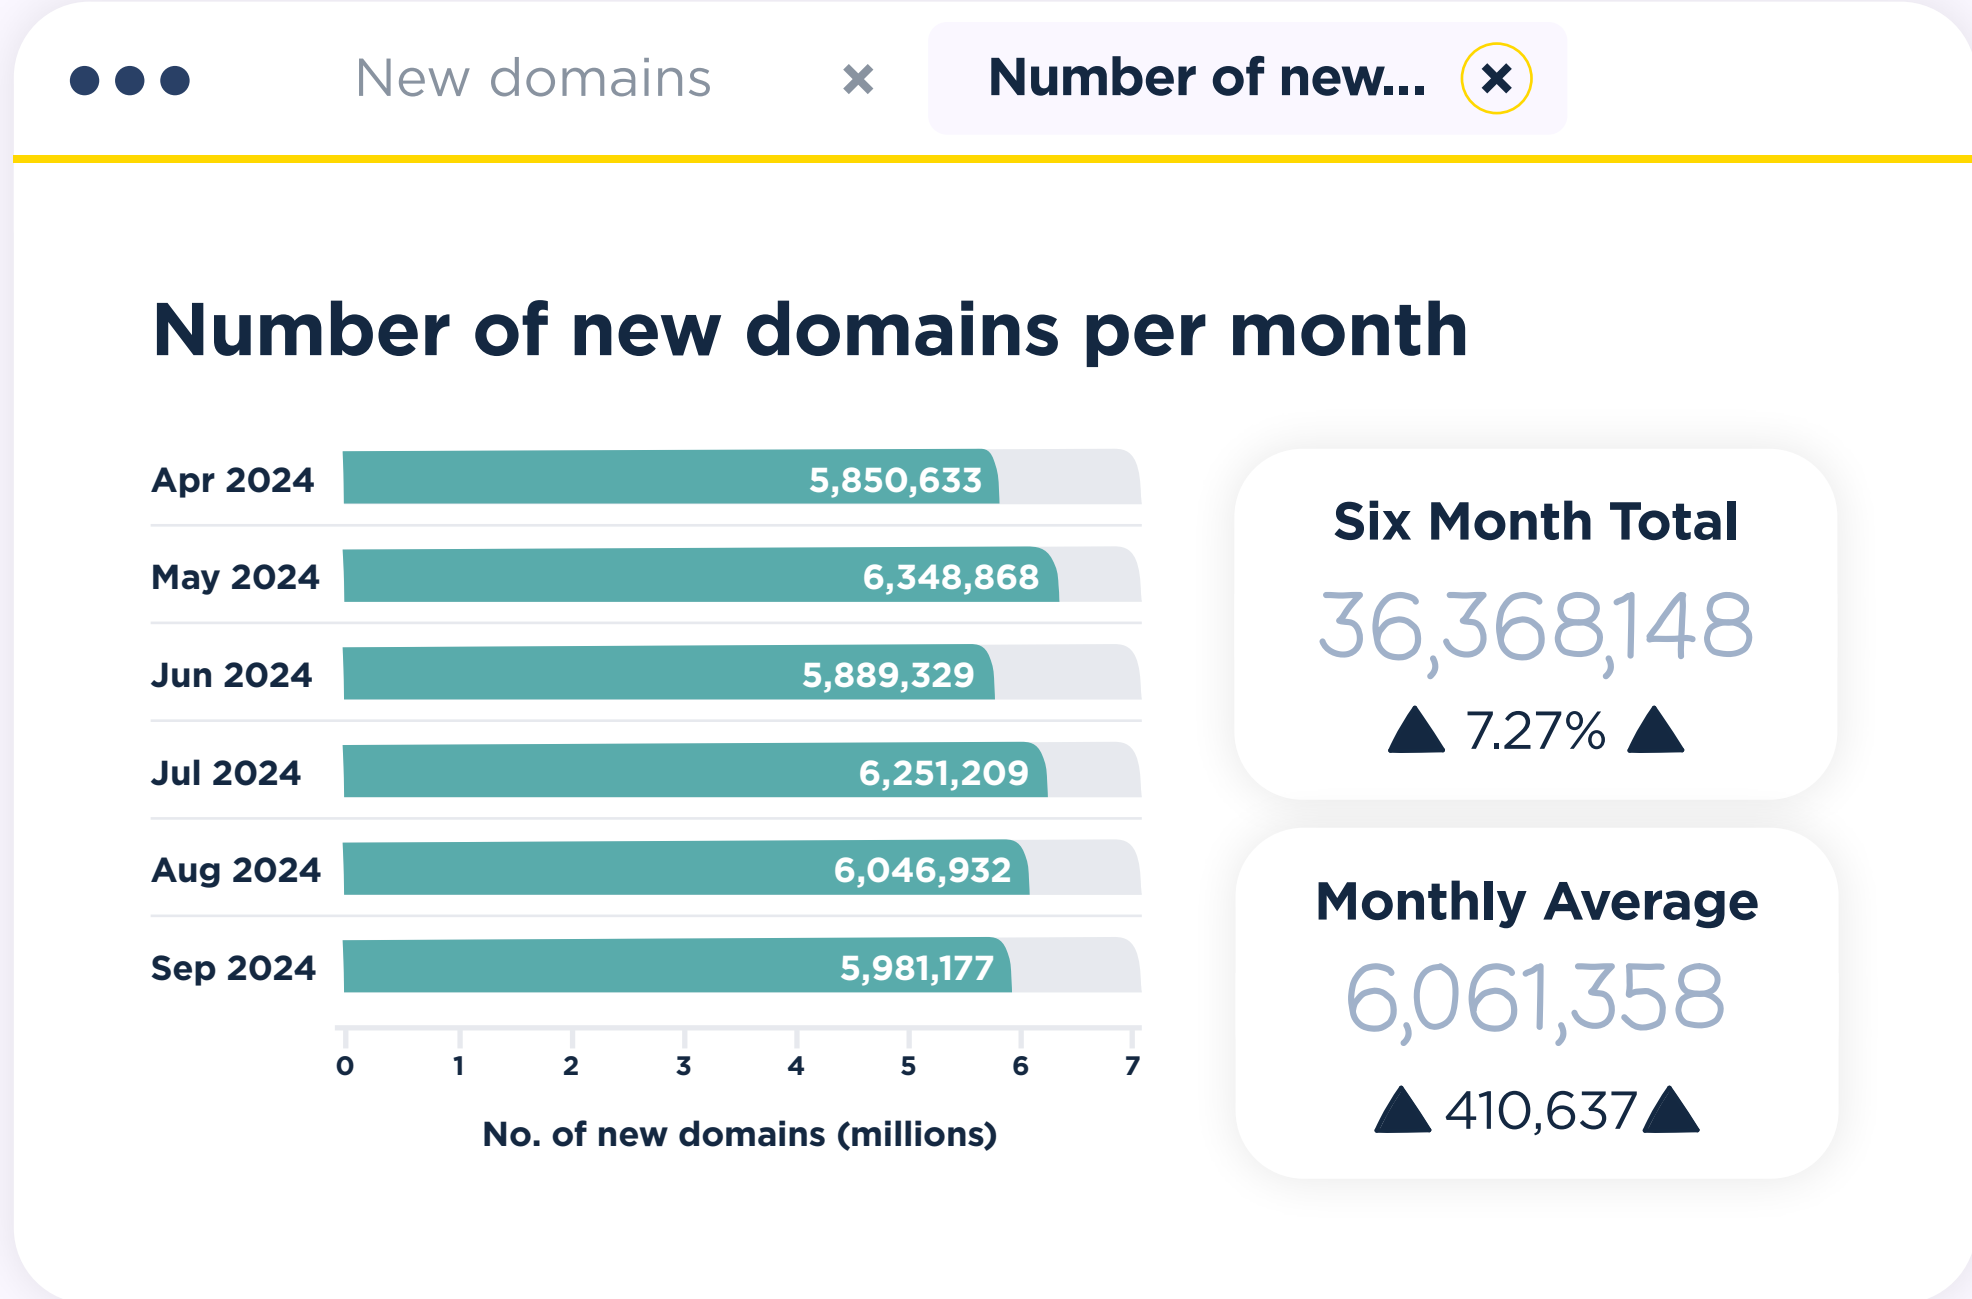 New domains
Number of new...
Number of new domains per month
Apr 2024 5,850,633
May 2024 6,348,868
Jun 2024 5,889,329
Jul 2024 6,251,209
Aug 2024 6,046,932
Sep 2024 5,981,177
0 1 2 3 4 5 6 7
No. of new domains (millions)
Six Month Total
36,368,148
7.27%
Monthly Average
6,061,358
410,637